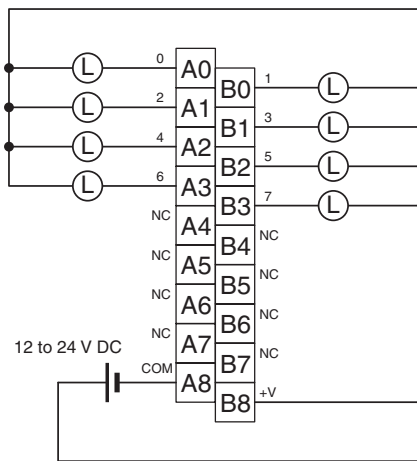 0 L A0
B0 1 L
2 L A1
B1 3 L
4 L A2
B2 5 L
6 L A3
B3 7 L
NC A4
B4 NC
NC A5
B5 NC
NC A6
B6 NC
NC A7
B7 NC
12 to 24 V DC
COM A8
B8 +V